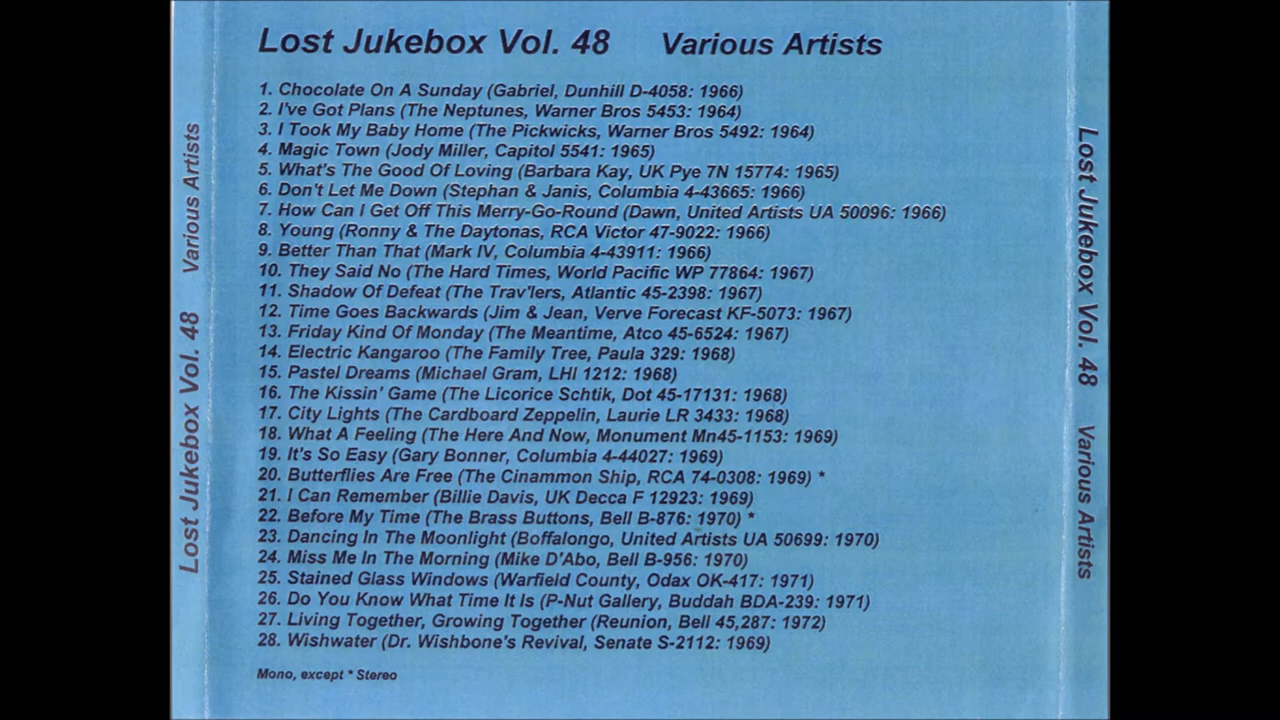 Lost Jukebox Vol. 48 Various Artists
1. Chocolate On A Sunday (Gabriel, Dunhill D-4058: 1966)
2. I've Got Plans (The Neptunes, Warner Bros 5453: 1964)
3. I Took My Baby Home (The Pickwicks, Warner Bros 5492: 1964)
4. Magic Town (Jody Miller, Capitol 5541: 1965)
5. What's The Good Of Loving (Barbara Kay, UK Pye 7N 15774: 1965)
6. Don't Let Me Down (Stephan & Janis, Columbia 4-43665: 1966)
7. How Can I Get Off This Merry-Go-Round (Dawn, United Artists UA 50096: 1966)
8. Young (Ronny & The Daytonas, RCA Victor 47-9022: 1966)
9. Better Than That (Mark IV, Columbia 4-43911: 1966)
10. They Said No (The Hard Times, World Pacific WP 77864: 1967)
11. Shadow Of Defeat (The Trav'lers, Atlantic 45-2398: 1967)
12. Time Goes Backwards (Jim & Jean, Verve Forecast KF-5073: 1967)
13. Friday Kind Of Monday (The Meantime, Atco 45-6524: 1967)
14. Electric Kangaroo (The Family Tree, Paula 329: 1968)
15. Pastel Dreams (Michael Gram, LHI 1212: 1968)
16. The Kissin' Game (The Licorice Schtik, Dot 45-17131: 1968)
17. City Lights (The Cardboard Zeppelin, Laurie LR 3433: 1968)
18. What A Feeling (The Here And Now, Monument Mn45-1153: 1969)
19. It's So Easy (Gary Bonner, Columbia 4-44027: 1969)
20. Butterflies Are Free (The Cinammon Ship, RCA 74-0308: 1969) *
21. I Can Remember (Billie Davis, UK Decca F 12923: 1969)
22. Before My Time (The Brass Buttons, Bell B-876: 1970) *
23. Dancing In The Moonlight (Boffalongo, United Artists UA 50699: 1970)
24. Miss Me In The Morning (Mike D'Abo, Bell B-956: 1970)
25. Stained Glass Windows (Warfield County, Odax OK-417: 1971)
26. Do You Know What Time It Is (P-Nut Gallery, Buddah BDA-239: 1971)
27. Living Together, Growing Together (Reunion, Bell 45,287: 1972)
28. Wishwater (Dr. Wishbone's Revival, Senate S-2112: 1969)
Mono, except * Stereo
Lost Jukebox Vol. 48 Various Artists
Lost Jukebox Vol. 48 Various Artists